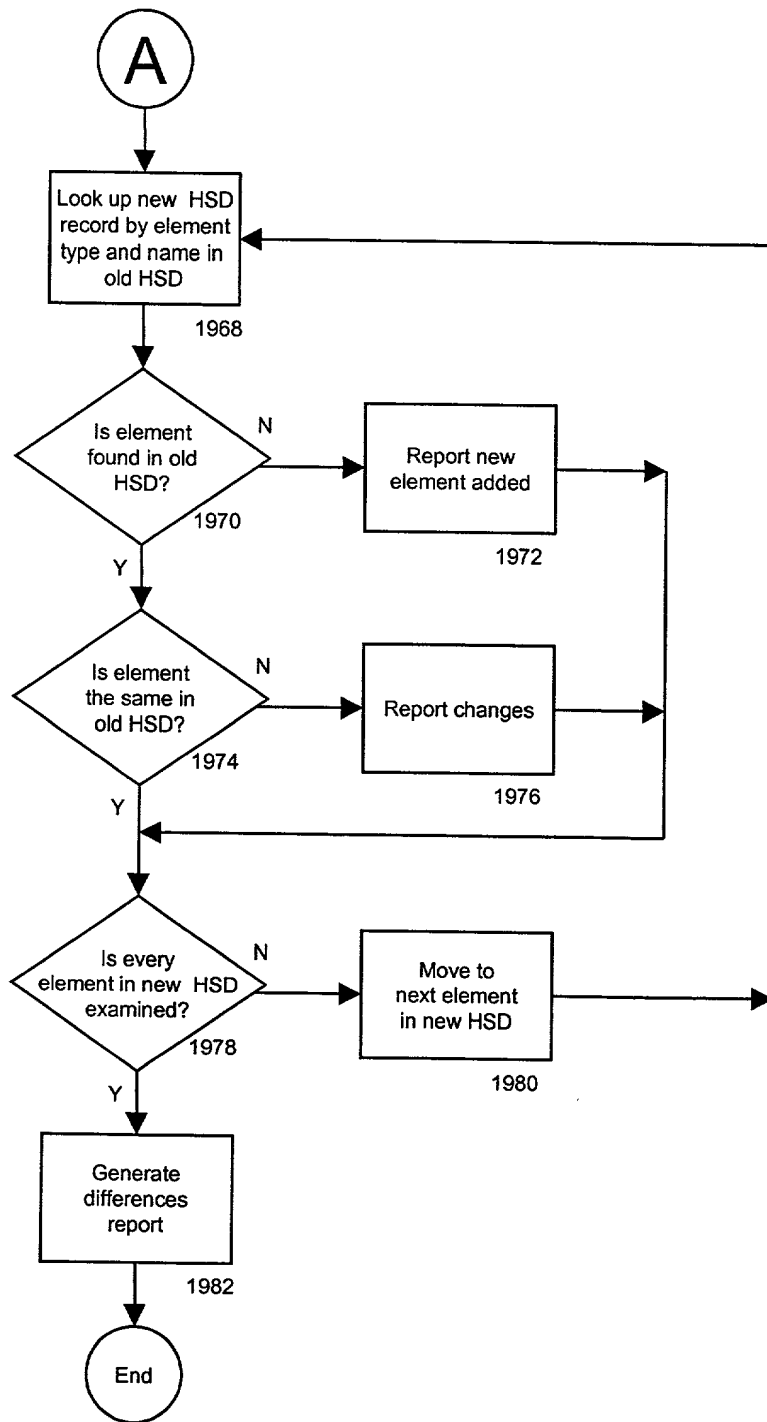 A
Look up new HSD
record by element
type and name in
old HSD
1968
Is element
found in old
HSD?
N
1970
Y
Report new
element added
1972
Is element
the same in
old HSD?
N
1974
Y
Report changes
1976
Is every
element in new HSD
examined?
N
1978
Y
Move to
next element
in new HSD
1980
Generate
differences
report
1982
End